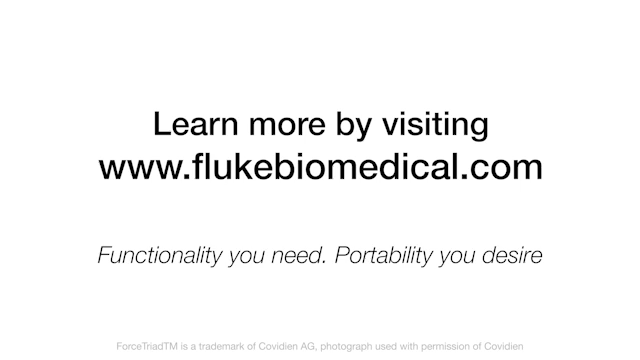 Learn more by visiting
www.flukebiomedical.com
Functionality you need. Portability you desire
ForceTriadTM is a trademark of Covidien AG, photograph used with permission of Covidien